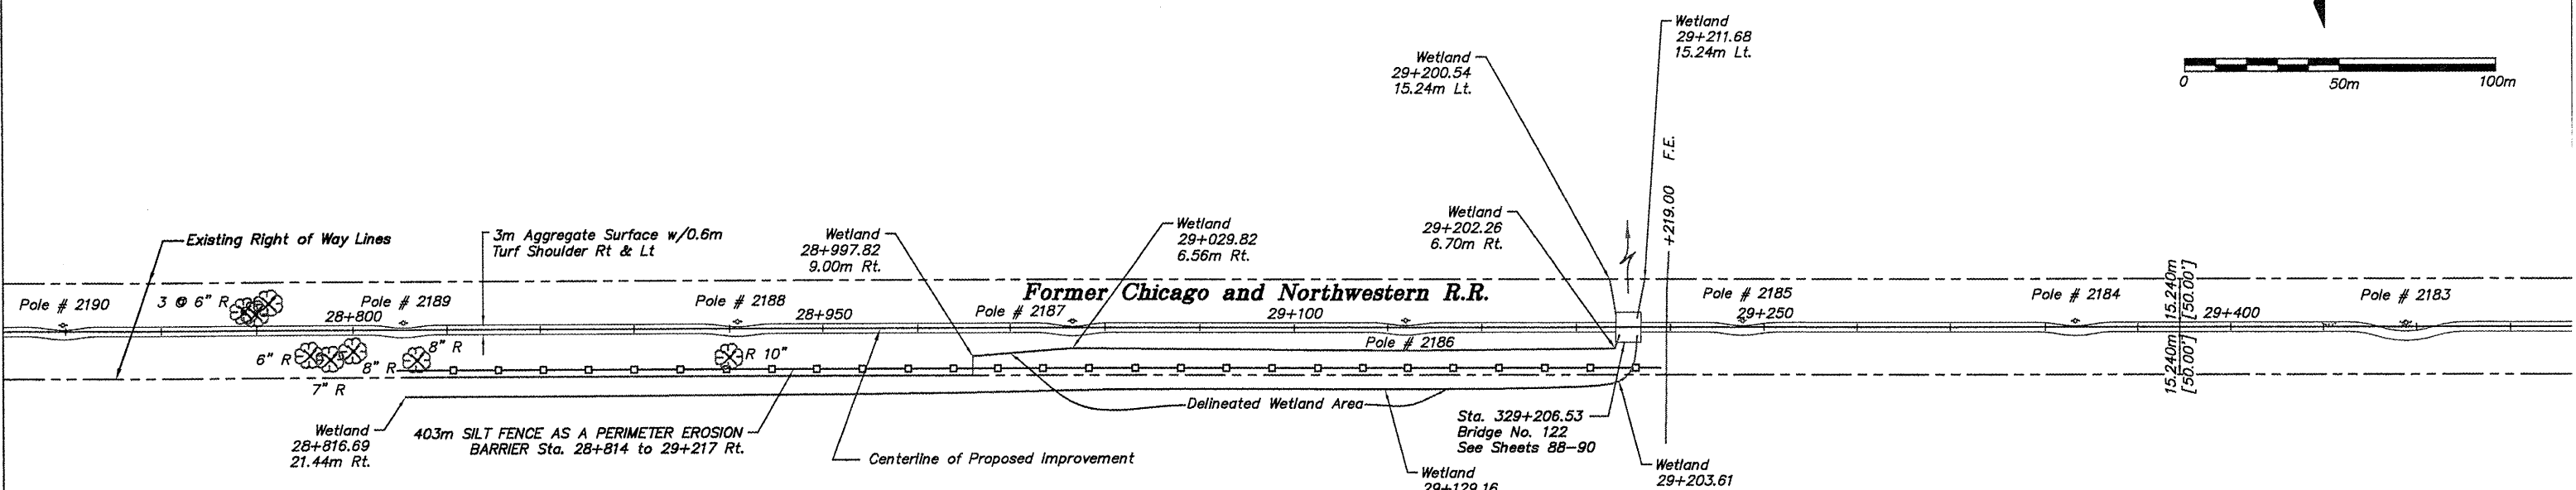 Wetland
29+211.68
15.24m Lt.
Wetland
29+200.54
15.24m Lt.
0
50m
100m
+219.00 F.E.
Existing Right of Way Lines
3m Aggregate Surface w/0.6m
Turf Shoulder Rt & Lt
Wetland
28+997.82
9.00m Rt.
Wetland
29+029.82
6.56m Rt.
Wetland
29+202.26
6.70m Rt.
Former Chicago and Northwestern R.R.
Pole # 2190
3 @ 6" R
Pole # 2189
28+800
Pole # 2188
28+950
Pole # 2187
29+100
Pole # 2186
Pole # 2185
29+250
Pole # 2184
29+400
Pole # 2183
15.240m
[50.00']
15.240m
[50.00']
6" R
7" R
8" R
8" R
R 10"
Delineated Wetland Area
Wetland
28+816.69
21.44m Rt.
403m SILT FENCE AS A PERIMETER EROSION
BARRIER Sta. 28+814 to 29+217 Rt.
Centerline of Proposed Improvement
Sta. 329+206.53
Bridge No. 122
See Sheets 88-90
Wetland
29+129.16
Wetland
29+203.61